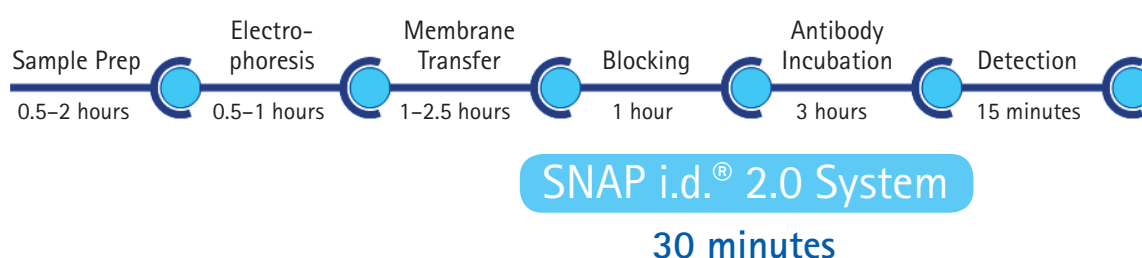 Sample Prep
0.5–2 hours
Electro-
phoresis
0.5–1 hours
Membrane
Transfer
1–2.5 hours
Blocking
1 hour
Antibody
Incubation
3 hours
Detection
15 minutes
SNAP i.d.® 2.0 System
30 minutes